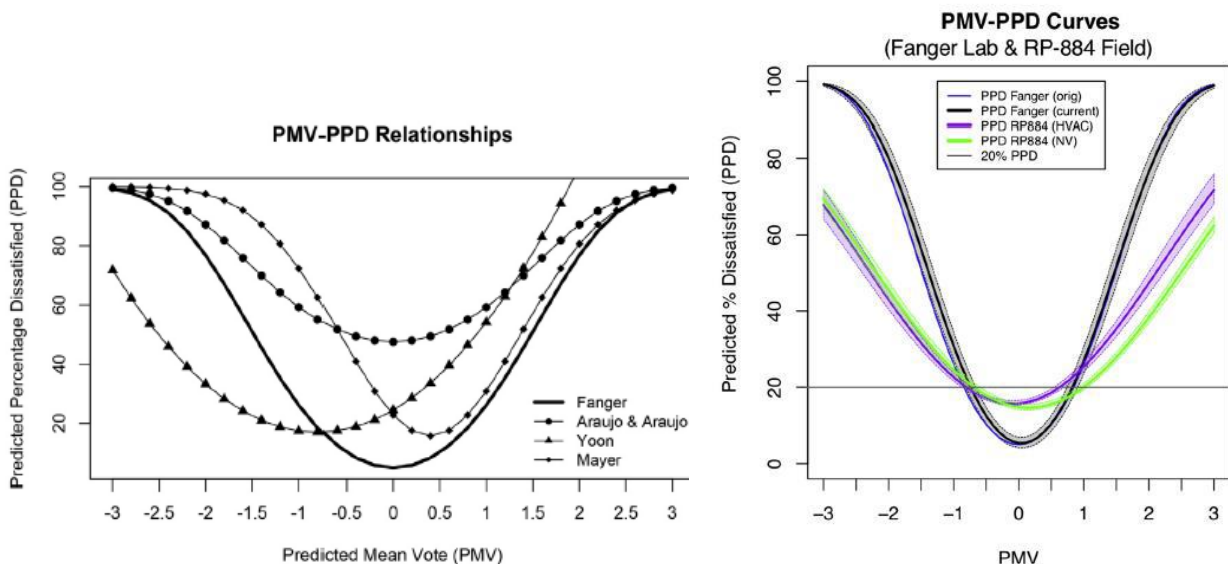 PMV-PPD Relationships
Predicted Percentage Dissatisfied (PPD)
100
80
60
40
20
Fanger
Araujo & Araujo
Yoon
Mayer
-3 -2.5 -2 -1.5 -1 -0.5 0 0.5 1 1.5 2 2.5 3
Predicted Mean Vote (PMV)
PMV-PPD Curves
(Fanger Lab & RP-884 Field)
Predicted % Dissatisfied (PPD)
100
80
60
40
20
0
PPD Fanger (orig)
PPD Fanger (current)
PPD RP884 (HVAC)
PPD RP884 (NV)
20% PPD
−3 −2 −1 0 1 2 3
PMV